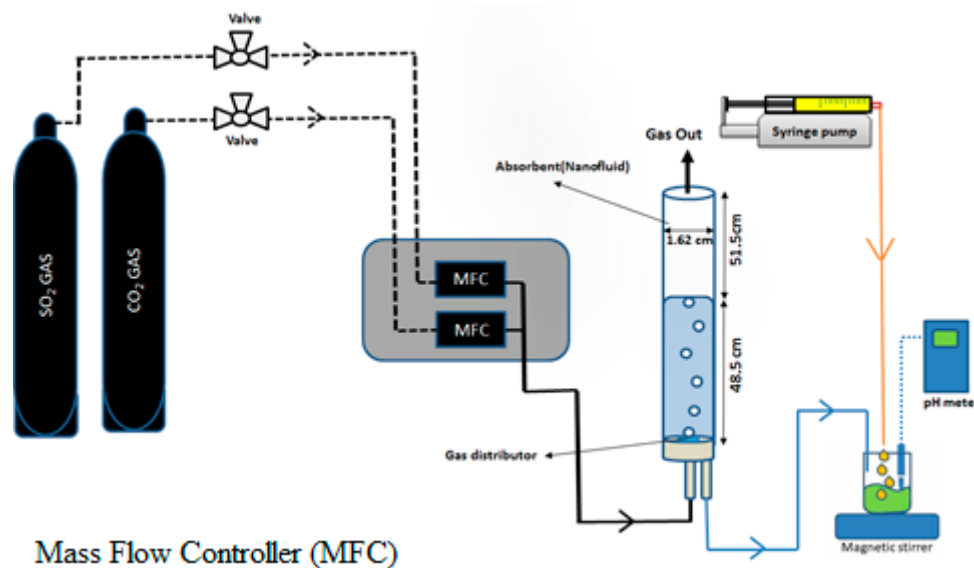 Valve
Valve
SO2 GAS
CO2 GAS
MFC
MFC
Gas Out
Absorbent(Nanofluid)
1.62 cm
51.5cm
48.5 cm
Gas distributor
Syringe pump
pH mete
Magnetic stirrer
Mass Flow Controller (MFC)